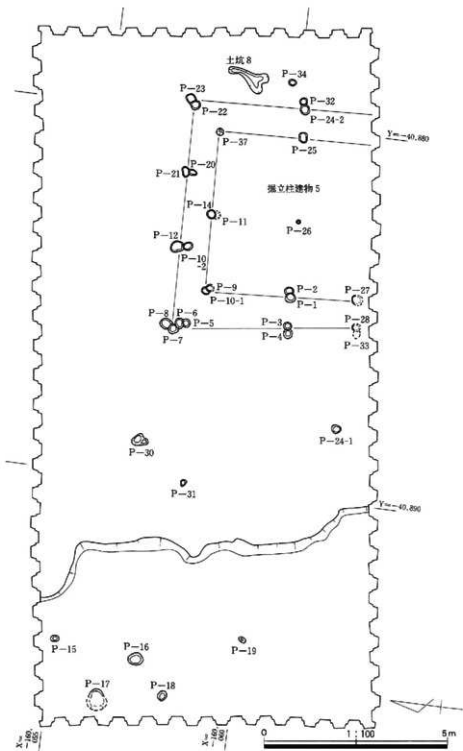 土坑8
P-34
P-23
P-32
P-22
P-24-2
Y=-40.880
P-37
P-25
P-20
P-21
掘立柱建物5
P-14
P-11
P-26
P-12
P-10
-2
P-9
P-2
P-27
P-10-1
P-1
P-8
P-6
P-5
P-3
P-28
P-7
P-4
P-33
P-30
P-24-1
P-31
Y=-40.890
P-15
P-16
P-19
P-17
P-18
0
1:100
5m